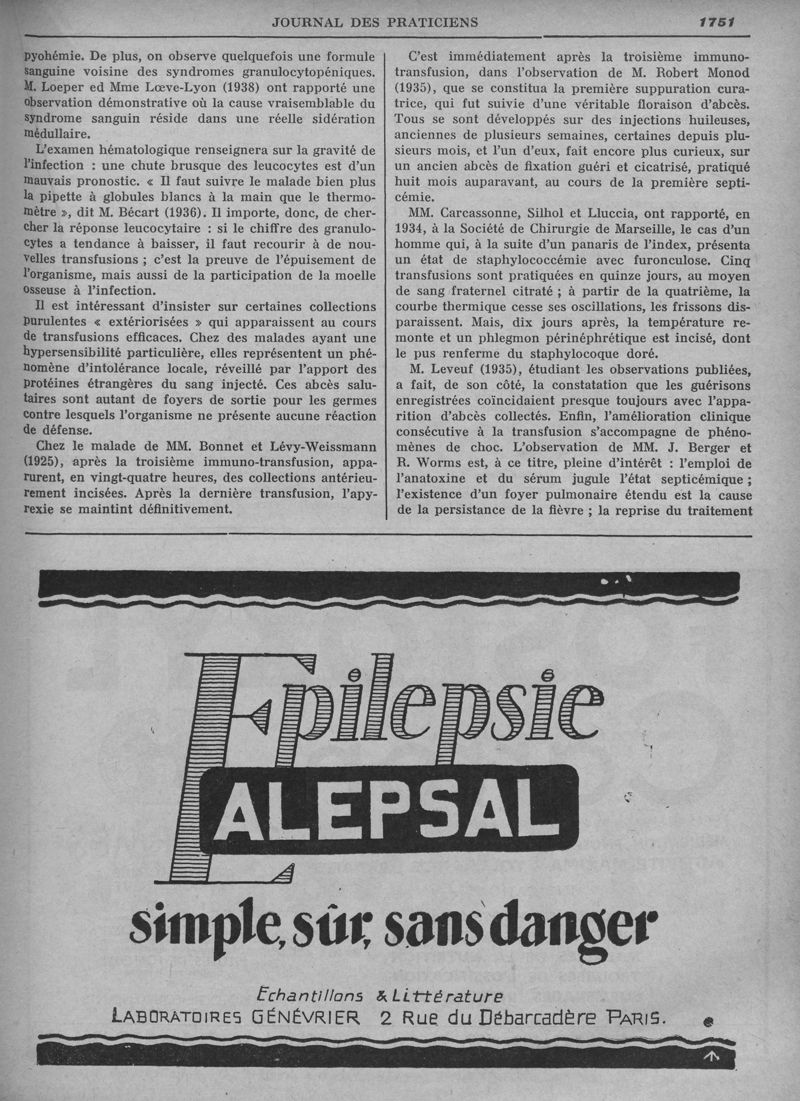 JOURNAL DES PRATICIENS 1751
pyohémie. De plus, on observe quelquefois une formule
sanguine voisine des syndromes granulocytopéniques.
M. Loeper ed Mme Lœve-Lyon (1938) ont rapporté une
observation démonstrative où la cause vraisemblable du
syndrome sanguin réside dans une réelle sidération
médullaire.
L'examen hématologique renseignera sur la gravité de
l'infection : une chute brusque des leucocytes est d'un
mauvais pronostic. « Il faut suivre le malade bien plus
la pipette à globules blancs à la main que le thermo-
mètre », dit M. Bécart (1936). Il importe, donc, de cher-
cher la réponse leucocytaire : si le chiffre des granulo-
cytes a tendance à baisser, il faut recourir à de nou-
velles transfusions ; c'est la preuve de l'épuisement de
l'organisme, mais aussi de la participation de la moelle
osseuse à l'infection.
Il est intéressant d'insister sur certaines collections
purulentes « extériorisées » qui apparaissent au cours
de transfusions efficaces. Chez des malades ayant une
hypersensibilité particulière, elles représentent un phé-
nomène d'intolérance locale, réveillé par l'apport des
protéines étrangères du sang injecté. Ces abcès salu-
taires sont autant de foyers de sortie pour les germes
contre lesquels l'organisme ne présente aucune réaction
de défense.
Chez le malade de MM. Bonnet et Lévy-Weissmann
(1925), après la troisième immuno-transfusion, appa-
rurent, en vingt-quatre heures, des collections antérieu-
rement incisées. Après la dernière transfusion, l'apy-
rexie se maintint définitivement.
C'est immédiatement après la troisième immuno-
transfusion, dans l'observation de M. Robert Monod
(1935), que se constitua la première suppuration cura-
trice, qui fut suivie d'une véritable floraison d'abcès.
Tous se sont développés sur des injections huileuses,
anciennes de plusieurs semaines, certaines depuis plu-
sieurs mois, et l'un d'eux, fait encore plus curieux, sur
un ancien abcès de fixation guéri et cicatrisé, pratiqué
huit mois auparavant, au cours de la première septi-
cémie.
MM. Carcassonne, Silhol et Lluccia, ont rapporté, en
1934, à la Société de Chirurgie de Marseille, le cas d'un
homme qui, à la suite d'un panaris de l'index, présenta
un état de staphylococcémie avec furonculose. Cinq
transfusions sont pratiquées en quinze jours, au moyen
de sang fraternel citraté ; à partir de la quatrième, la
courbe thermique cesse ses oscillations, les frissons dis-
paraissent. Mais, dix jours après, la température re-
monte et un phlegmon périnéphrétique est incisé, dont
le pus renferme du staphylocoque doré.
M. Leveuf (1935), étudiant les observations publiées,
a fait, de son côté, la constatation que les guérisons
enregistrées coïncidaient presque toujours avec l'appa-
rition d'abcès collectés. Enfin, l'amélioration clinique
consécutive à la transfusion s'accompagne de phéno-
mènes de choc. L'observation de MM. J. Berger et
R. Worms est, à ce titre, pleine d'intérêt : l'emploi de
l'anatoxine et du sérum jugule l'état septicémique ;
l'existence d'un foyer pulmonaire étendu est la cause
de la persistance de la fièvre ; la reprise du traitement
Epilepsie
ALEPSAL
simple, sûr, sans danger
Echantillons & Littérature
LABORATOIRES GÉNÉVRIER 2 Rue du Débarcadère PARIS.